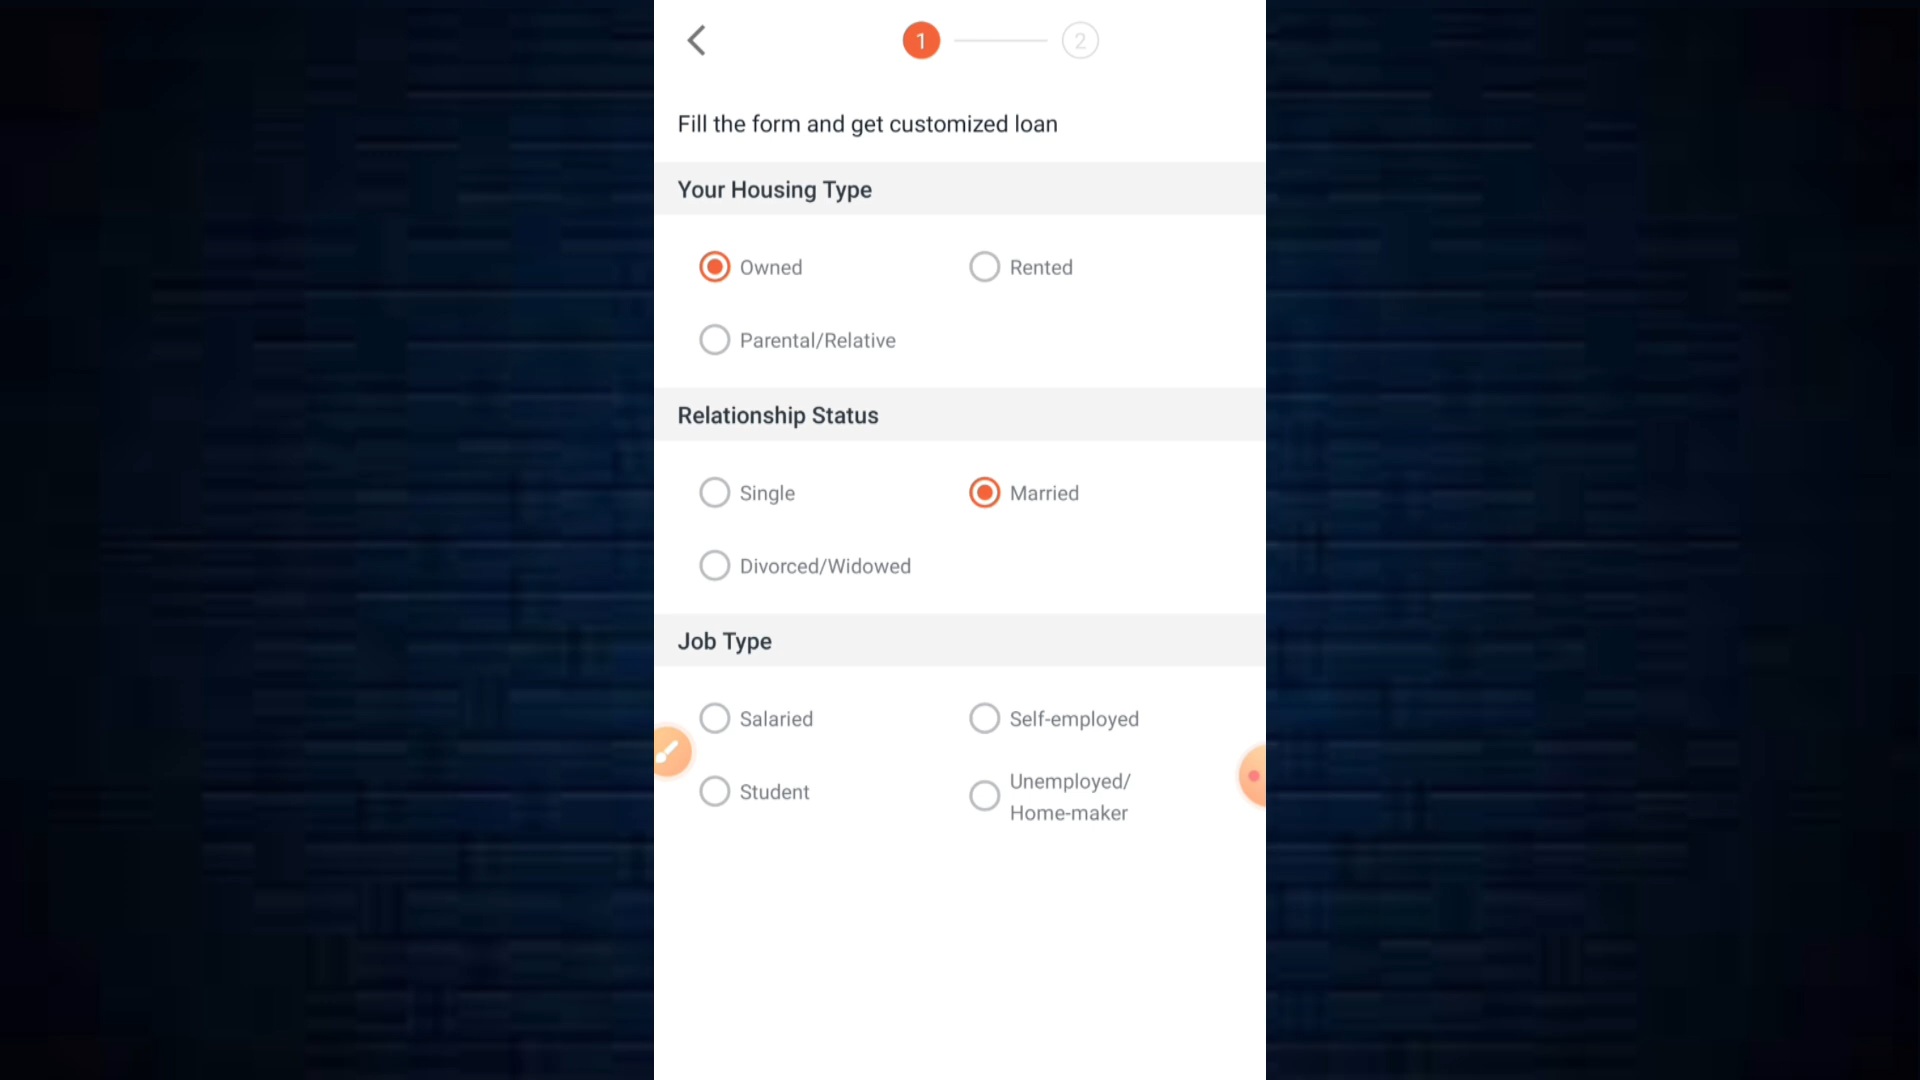 1 2
Fill the form and get customized loan
Your Housing Type
Owned Rented
Parental/Relative
Relationship Status
Single Married
Divorced/Widowed
Job Type
Salaried Self-employed
Student Unemployed/
Home-maker